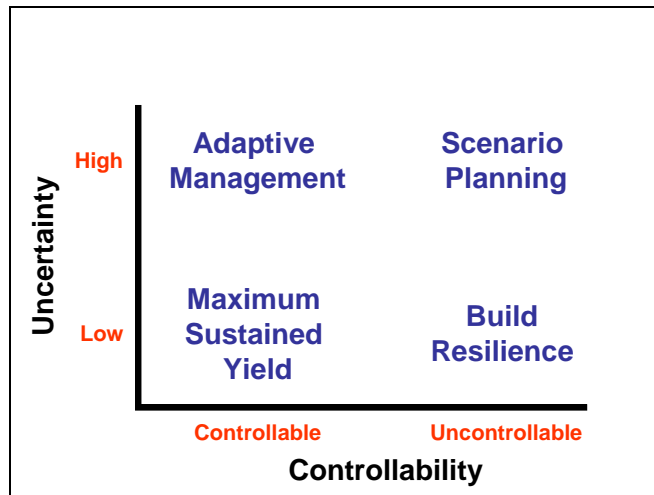 Uncertainty
High
Adaptive
Management
Scenario
Planning
Low
Maximum
Sustained
Yield
Build
Resilience
Controllable
Uncontrollable
Controllability